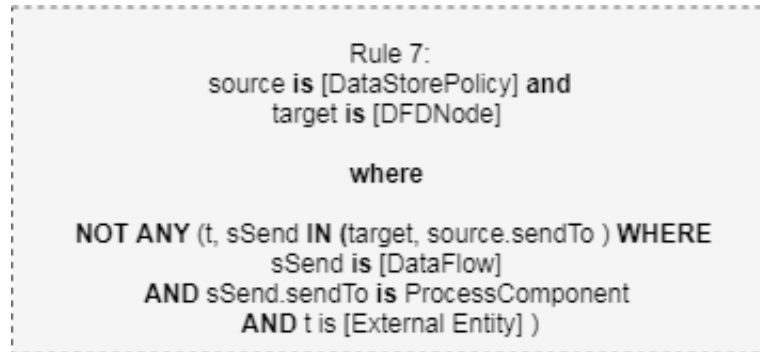 Rule 7:
source is [DataStorePolicy] and
target is [DFDNode]
where
NOT ANY (t, sSend IN (target, source.sendTo ) WHERE
sSend is [DataFlow]
AND sSend.sendTo is ProcessComponent
AND t is [External Entity] )